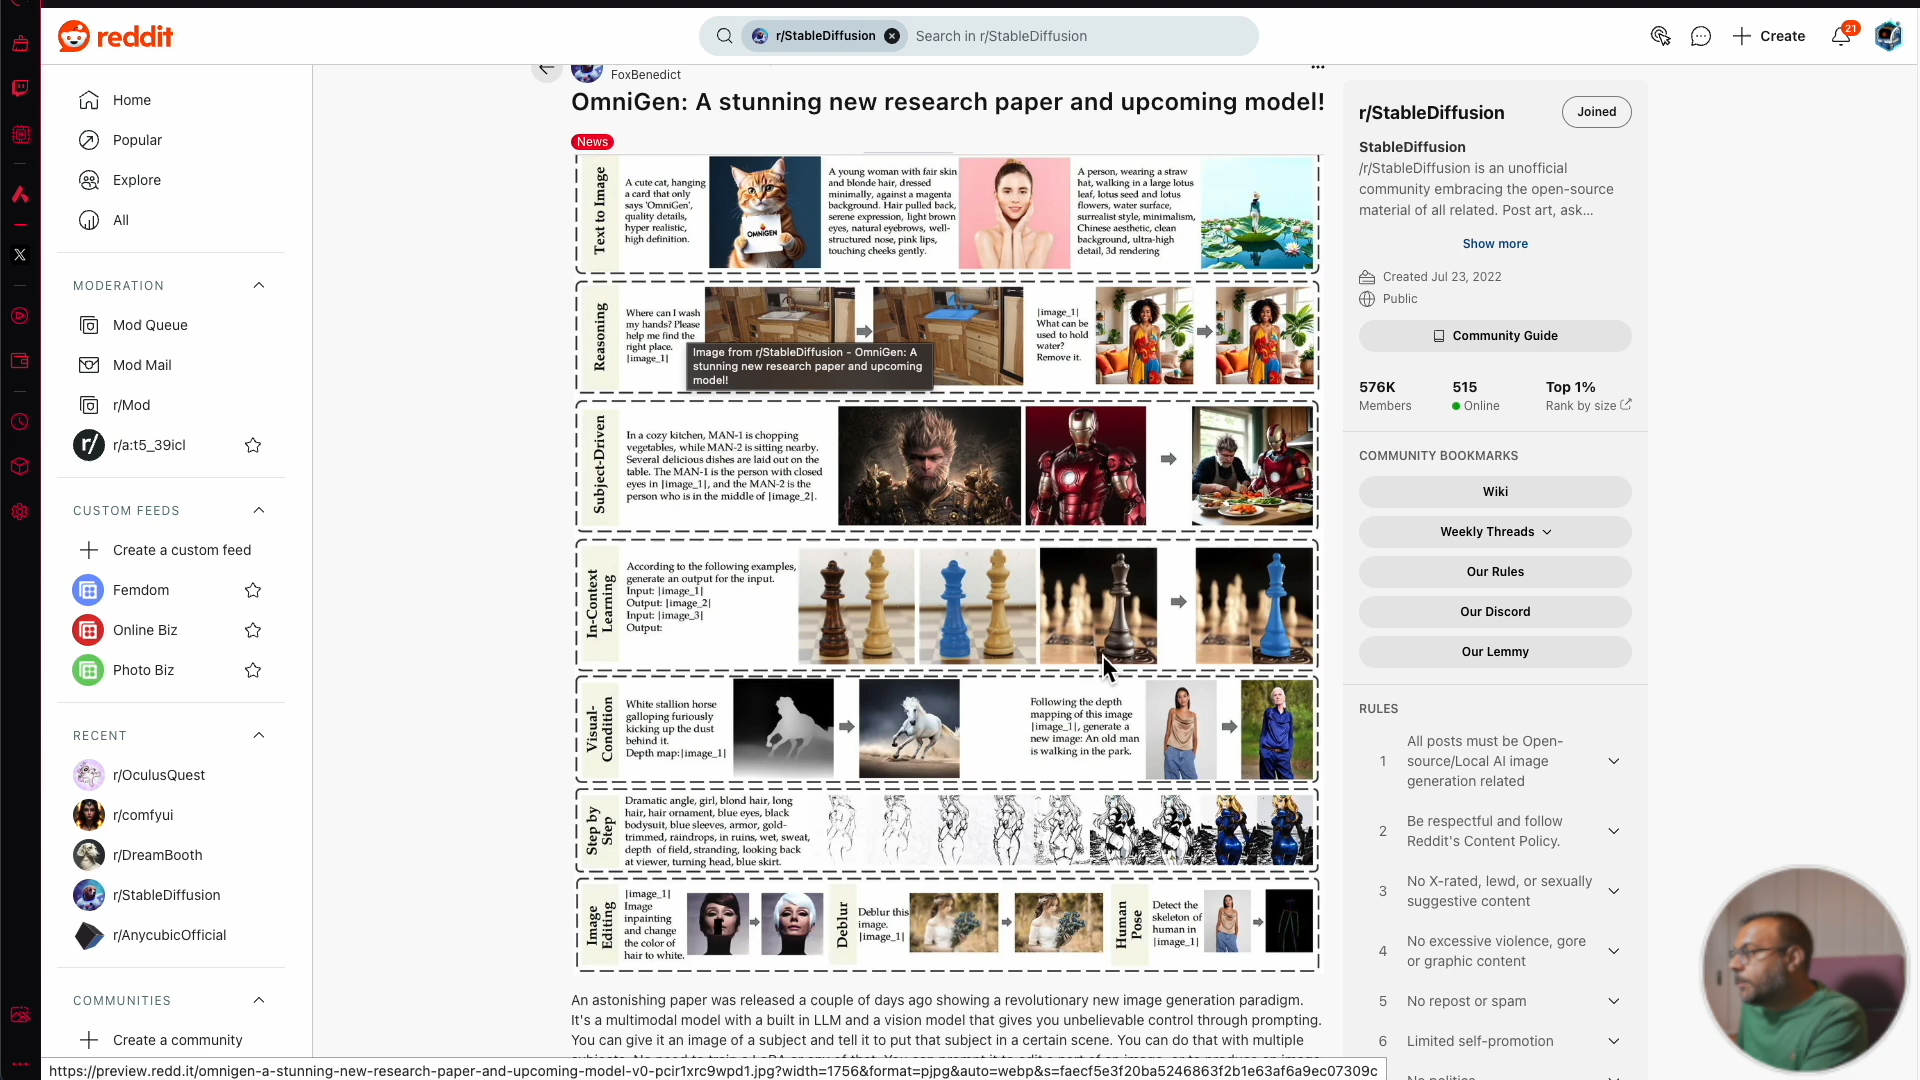 reddit
r/StableDiffusion
Search in r/StableDiffusion
Create
21
Home
Popular
Explore
All
MODERATION
Mod Queue
Mod Mail
r/Mod
r/
r/a:t5_39icl
CUSTOM FEEDS
Create a custom feed
Femdom
Online Biz
Photo Biz
RECENT
r/OculusQuest
r/comfyui
r/DreamBooth
r/StableDiffusion
r/AnycubicOfficial
COMMUNITIES
Create a community
FoxBenedict
OmniGen: A stunning new research paper and upcoming model!
News
Text to Image
A cute cat, hanging
a card that only
says 'OmniGen',
quality details,
hyper realistic,
high definition.
OMNIGEN
A young woman with fair skin
and blonde hair, dressed
minimally, against a magenta
background. Hair pulled back,
serene expression, light brown
eyes, natural eyebrows, well-
structured nose, pink lips,
touching cheeks gently.
A person, wearing a straw
hat, walking in a large lotus
leaf, lotus seed and lotus
flowers, water surface,
surrealist style, minimalism,
Chinese aesthetic, clean
background, ultra-high
detail, 3d rendering
Reasoning
Where can I wash
my hands? Please
help me find the
right place.
|image_1|
|image_1|
What can be
used to hold
water?
Remove it.
Image from r/StableDiffusion - OmniGen: A
stunning new research paper and upcoming
model!
Subject-Driven
In a cozy kitchen, MAN-1 is chopping
vegetables, while MAN-2 is sitting nearby.
Several delicious dishes are laid out on the
table. The MAN-1 is the person with closed
eyes in |image_1|, and the MAN-2 is the
person who is in the middle of |image_2|.
In-Context
Learning
According to the following examples,
generate an output for the input.
Input: |image_1|
Output: |image_2|
Input: |image_3|
Output:
Visual-
Condition
White stallion horse
galloping furiously
kicking up the dust
behind it.
Depth map:|image_1|
Following the depth
mapping of this image
|image_1|, generate a
new image: An old man
is walking in the park.
Step by
Step
Dramatic angle, girl, blond hair, long
hair, hair ornament, blue eyes, black
bodysuit, blue sleeves, armor, gold-
trimmed, raindrops, in ruins, wet, sweat,
depth of field, stranding, looking back
at viewer, turning head, blue skirt.
Image
Editing
|image_1|
Image
inpainting
and change
the color of
hair to white.
Deblur
Deblur this
image.
|image_1|
Human
Pose
Detect the
skeleton of
human in
|image_1|
An astonishing paper was released a couple of days ago showing a revolutionary new image generation paradigm.
It's a multimodal model with a built in LLM and a vision model that gives you unbelievable control through prompting.
You can give it an image of a subject and tell it to put that subject in a certain scene. You can do that with multiple
https://preview.redd.it/omnigen-a-stunning-new-research-paper-and-upcoming-model-v0-pcir1xrc9wpd1.jpg?width=1756&format=pjpg&auto=webp&s=faecf5e3f20ba5246863f2b1e63af6a9ec07309c
r/StableDiffusion
Joined
StableDiffusion
/r/StableDiffusion is an unofficial
community embracing the open-source
material of all related. Post art, ask...
Show more
Created Jul 23, 2022
Public
Community Guide
576K
Members
515
Online
Top 1%
Rank by size
COMMUNITY BOOKMARKS
Wiki
Weekly Threads
Our Rules
Our Discord
Our Lemmy
RULES
1
All posts must be Open-
source/Local AI image
generation related
2
Be respectful and follow
Reddit's Content Policy.
3
No X-rated, lewd, or sexually
suggestive content
4
No excessive violence, gore
or graphic content
5
No repost or spam
6
Limited self-promotion